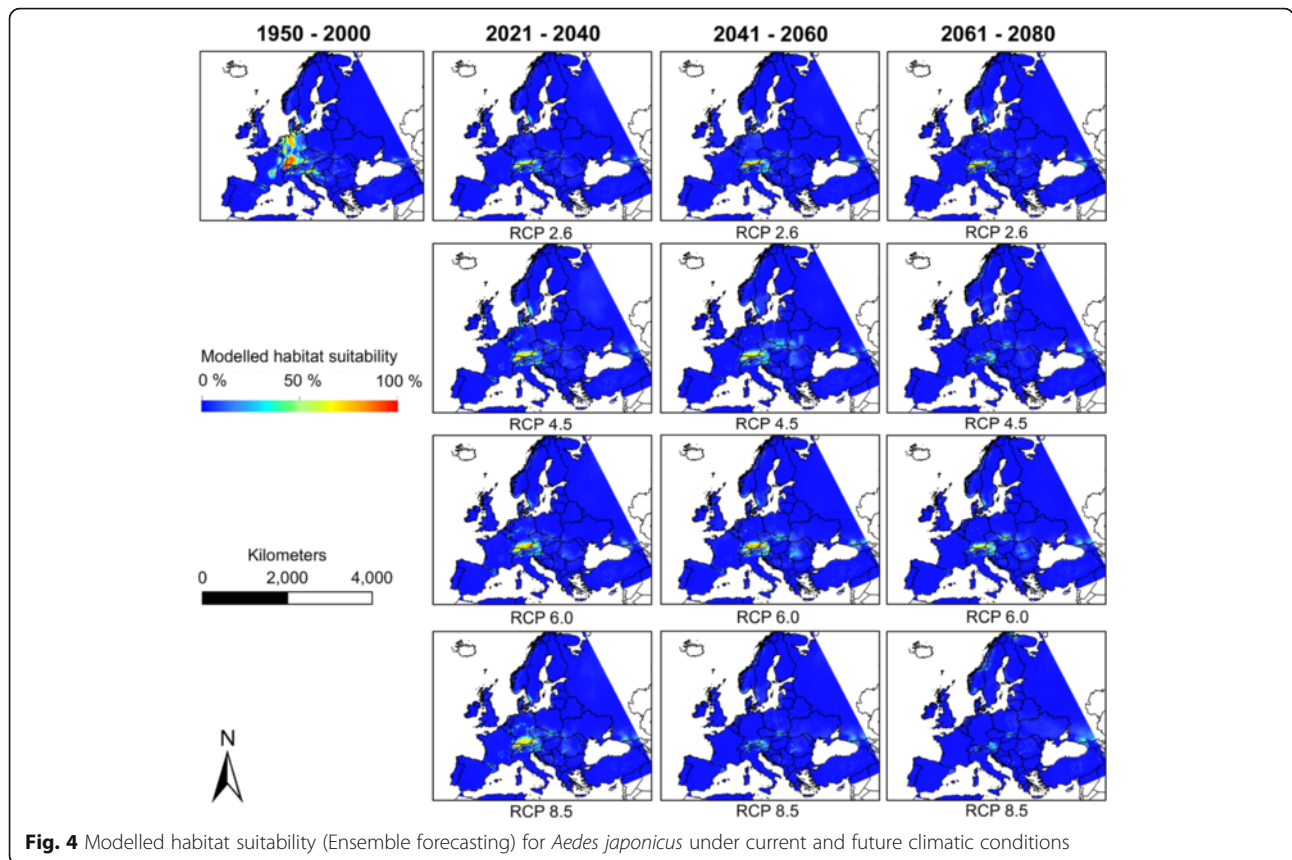 1950 - 2000 2021 - 2040 2041 - 2060 2061 - 2080
RCP 2.6 RCP 2.6 RCP 2.6
Modelled habitat suitability
0 % 50 % 100 %
RCP 4.5 RCP 4.5 RCP 4.5
Kilometers
0 2,000 4,000
RCP 6.0 RCP 6.0 RCP 6.0
N
RCP 8.5 RCP 8.5 RCP 8.5
Fig. 4 Modelled habitat suitability (Ensemble forecasting) for Aedes japonicus under current and future climatic conditions